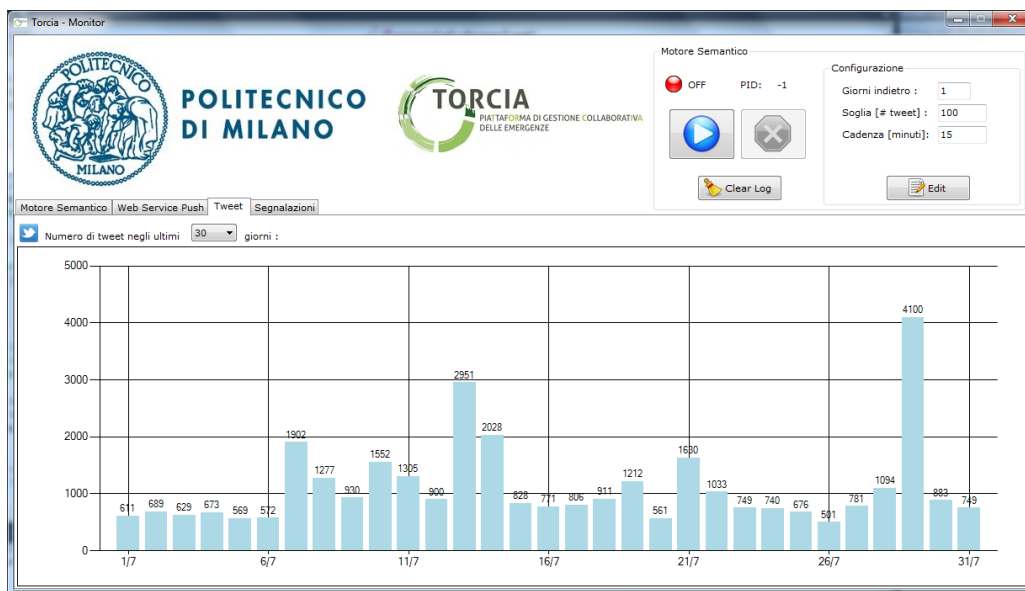 Torcia - Monitor
POLITECNICO
MILANO
POLITECNICO
DI MILANO
TORCIA
PIATTAFORMA DI GESTIONE COLLABORATIVA
DELLE EMERGENZE
Motore Semantico
OFF PID: -1
Clear Log
Configurazione
Giorni indietro : 1
Soglia [# tweet] : 100
Cadenza [minuti]: 15
Edit
Motore Semantico Web Service Push Tweet Segnalazioni
Numero di tweet negli ultimi 30 giorni :
5000
4000
3000
2000
1000
0
611 689 629 673 569 572 1902 1277 930 1552 1305 900 2951 2028 828 771 806 911 1212 561 1630 1033 749 740 676 501 781 1094 4100 883 749
1/7 6/7 11/7 16/7 21/7 26/7 31/7